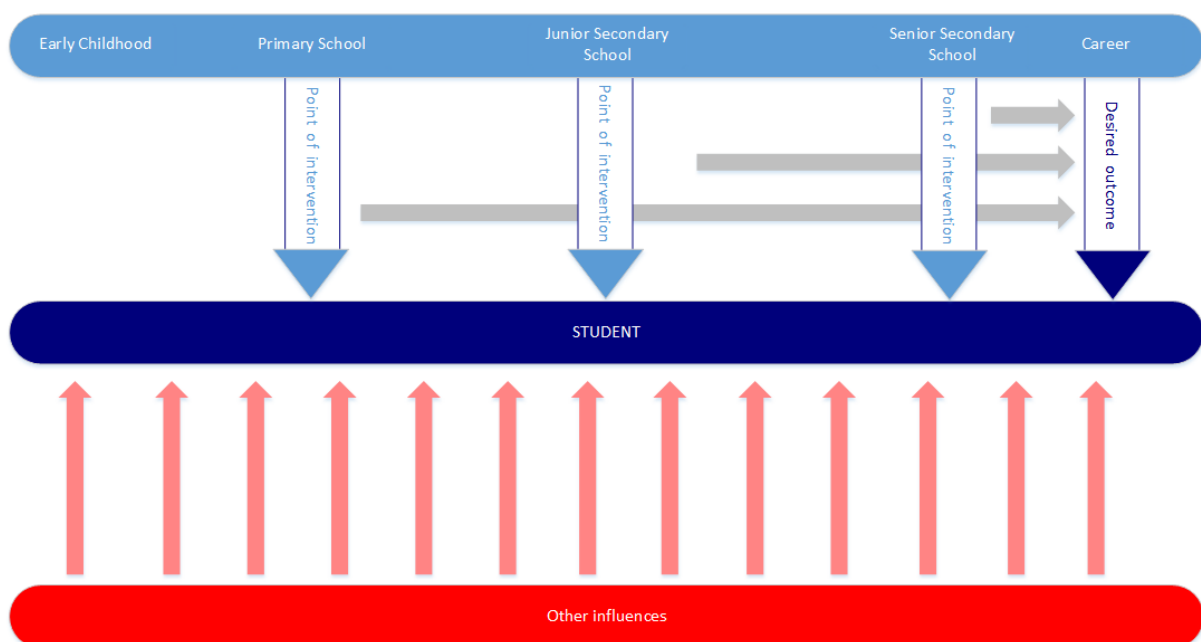 Early Childhood
Primary School
Junior Secondary
School
Senior Secondary
School
Career
Point of intervention
Point of intervention
Point of intervention
Desired outcome
STUDENT
Other influences